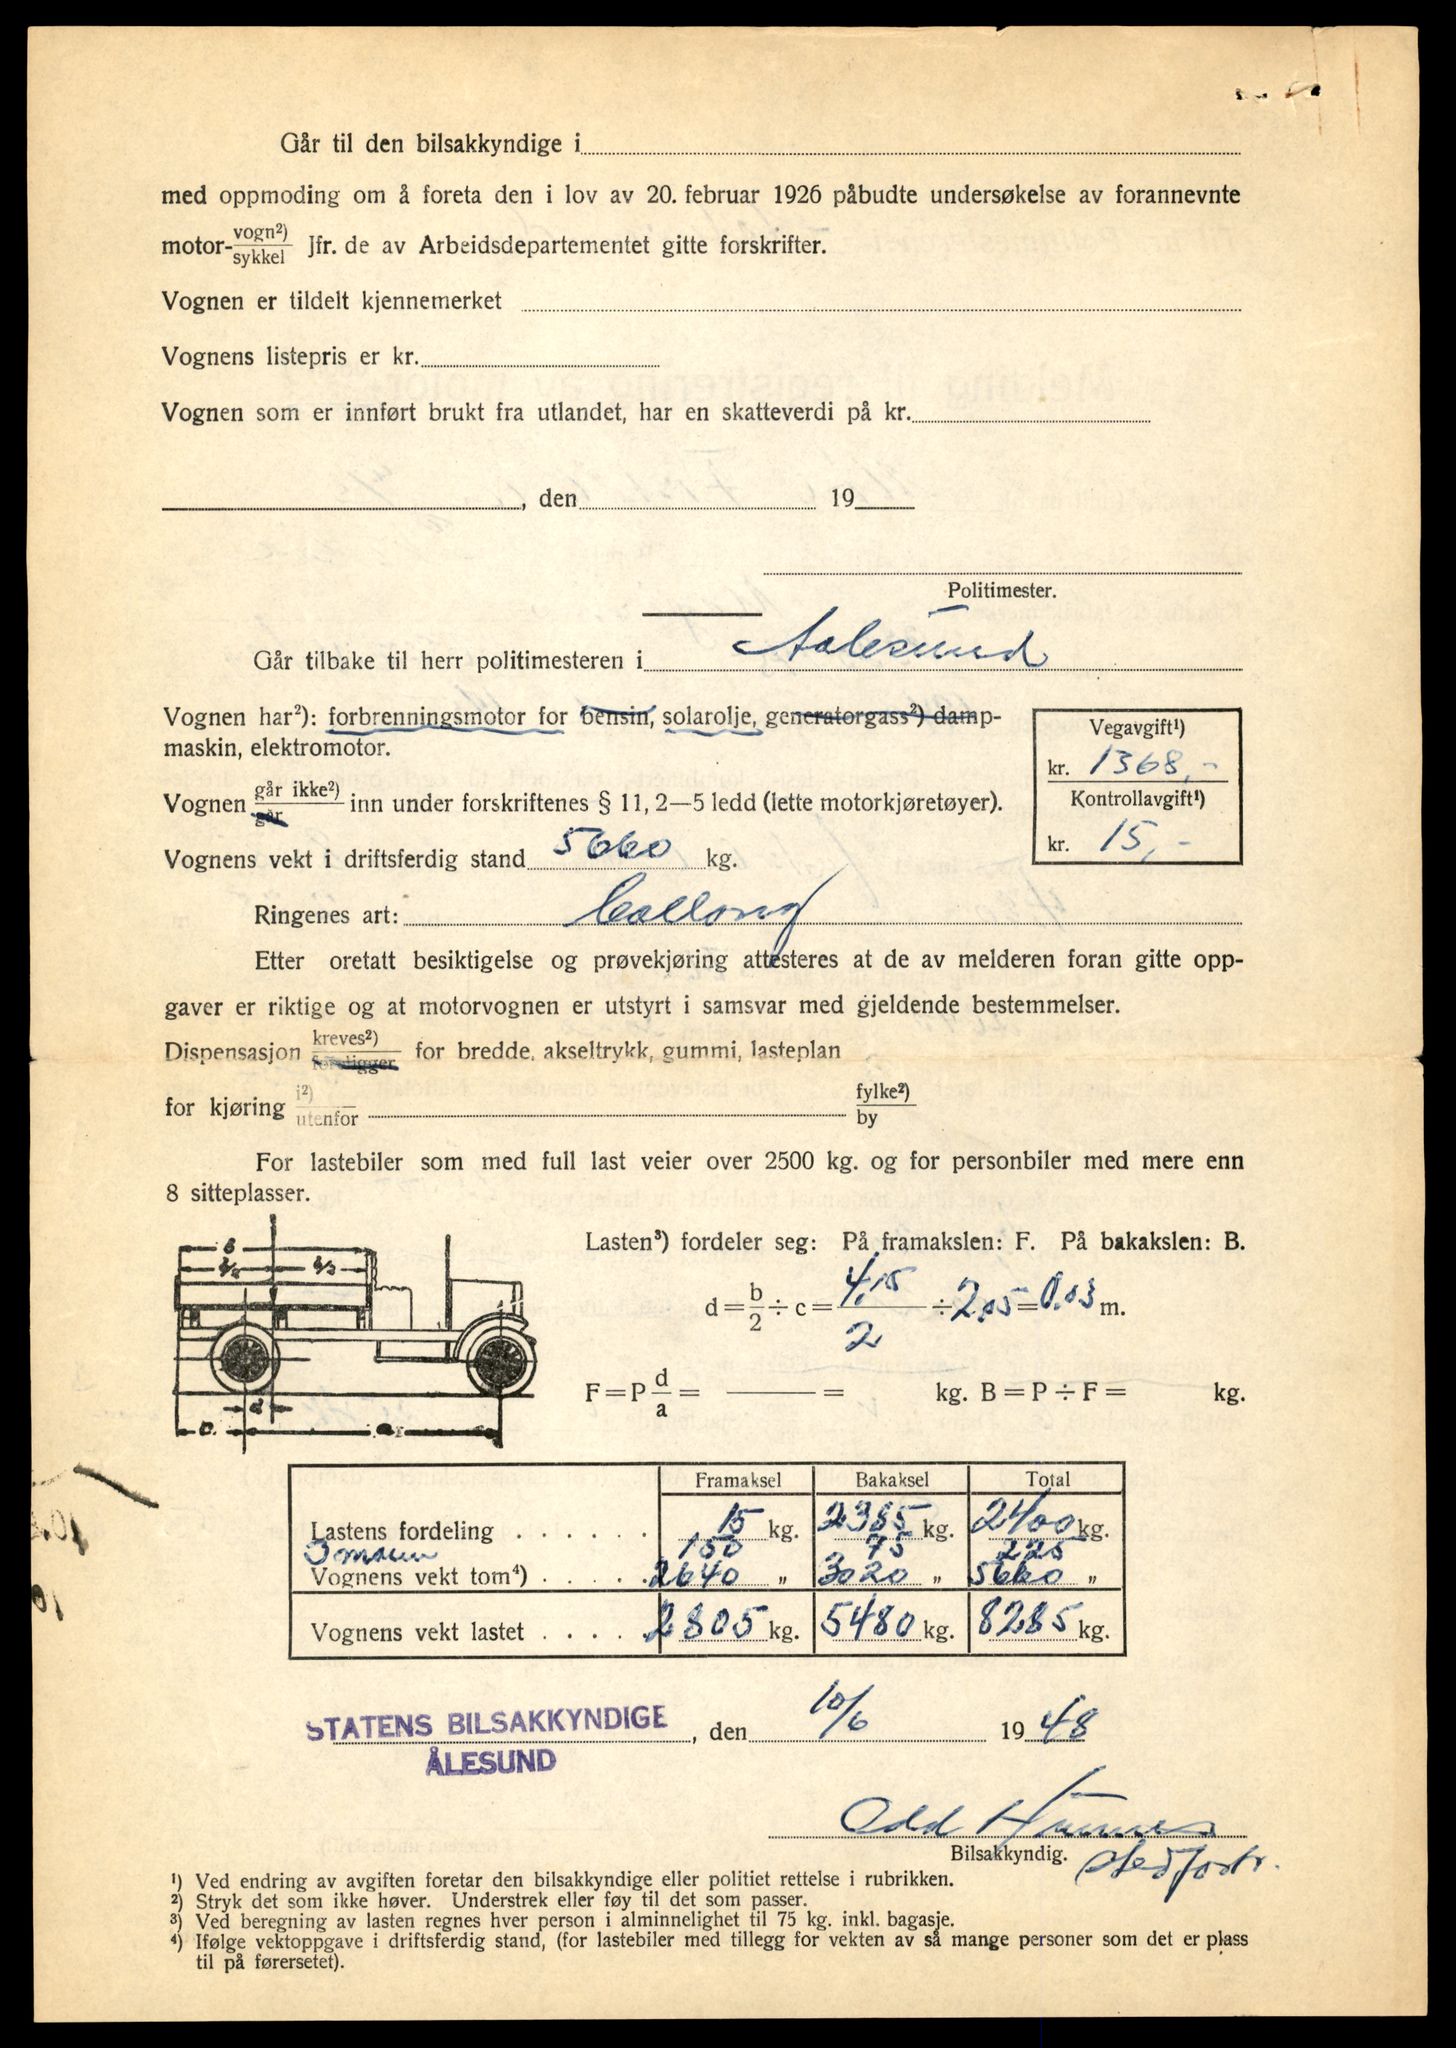 Går til den bilsakkyndige i
med oppmoding om å foreta den i lov av 20. februar 1926 påbudte undersøkelse av forannevnte
motor- vogn²) / sykkel Jfr. de av Arbeidsdepartementet gitte forskrifter.
Vognen er tildelt kjennemerket
Vognens listepris er kr.
Vognen som er innført brukt fra utlandet, har en skatteverdi på kr.
, den 19
Politimester.
Går tilbake til herr politimesteren i Aalesund
Vognen har²): forbrenningsmotor for bensin, solarolje, generatorgass²) damp-
maskin, elektromotor.
Vegavgift¹)
kr. 1368,-
Kontrollavgift¹)
kr. 15,-
Vognen går ikke²) / går inn under forskriftenes § 11, 2—5 ledd (lette motorkjøretøyer).
Vognens vekt i driftsferdig stand 5660 kg.
Ringenes art: Ballong
Etter oretatt besiktigelse og prøvekjøring attesteres at de av melderen foran gitte opp-
gaver er riktige og at motorvognen er utstyrt i samsvar med gjeldende bestemmelser.
Dispensasjon kreves²) / foreligger for bredde, akseltrykk, gummi, lasteplan
for kjøring i²) / utenfor fylke²) / by
For lastebiler som med full last veier over 2500 kg. og for personbiler med mere enn
8 sitteplasser.
Lasten³) fordeler seg: På framakslen: F. På bakakslen: B.
d = b/2 ÷ c = 4,15/2 ÷ 2,05 = 0,03 m.
F = P d/a = —— = kg. B = P ÷ F = kg.
b
b/2 b/2
c. d a
Framaksel Bakaksel Total
Lastens fordeling . . . . . . 15 kg. 2385 kg. 2400 kg.
3 mann 150 75 225
Vognens vekt tom⁴) . . . . . 2640 „ 3020 „ 5660 „
Vognens vekt lastet . . . . 2805 kg. 5480 kg. 8285 kg.
STATENS BILSAKKYNDIGE , den 10/6 1948
ÅLESUND
Odd
Bilsakkyndig. stedfortr.
¹) Ved endring av avgiften foretar den bilsakkyndige eller politiet rettelse i rubrikken.
²) Stryk det som ikke høver. Understrek eller føy til det som passer.
³) Ved beregning av lasten regnes hver person i alminnelighet til 75 kg. inkl. bagasje.
⁴) Ifølge vektoppgave i driftsferdig stand, (for lastebiler med tillegg for vekten av så mange personer som det er plass
til på førersetet).